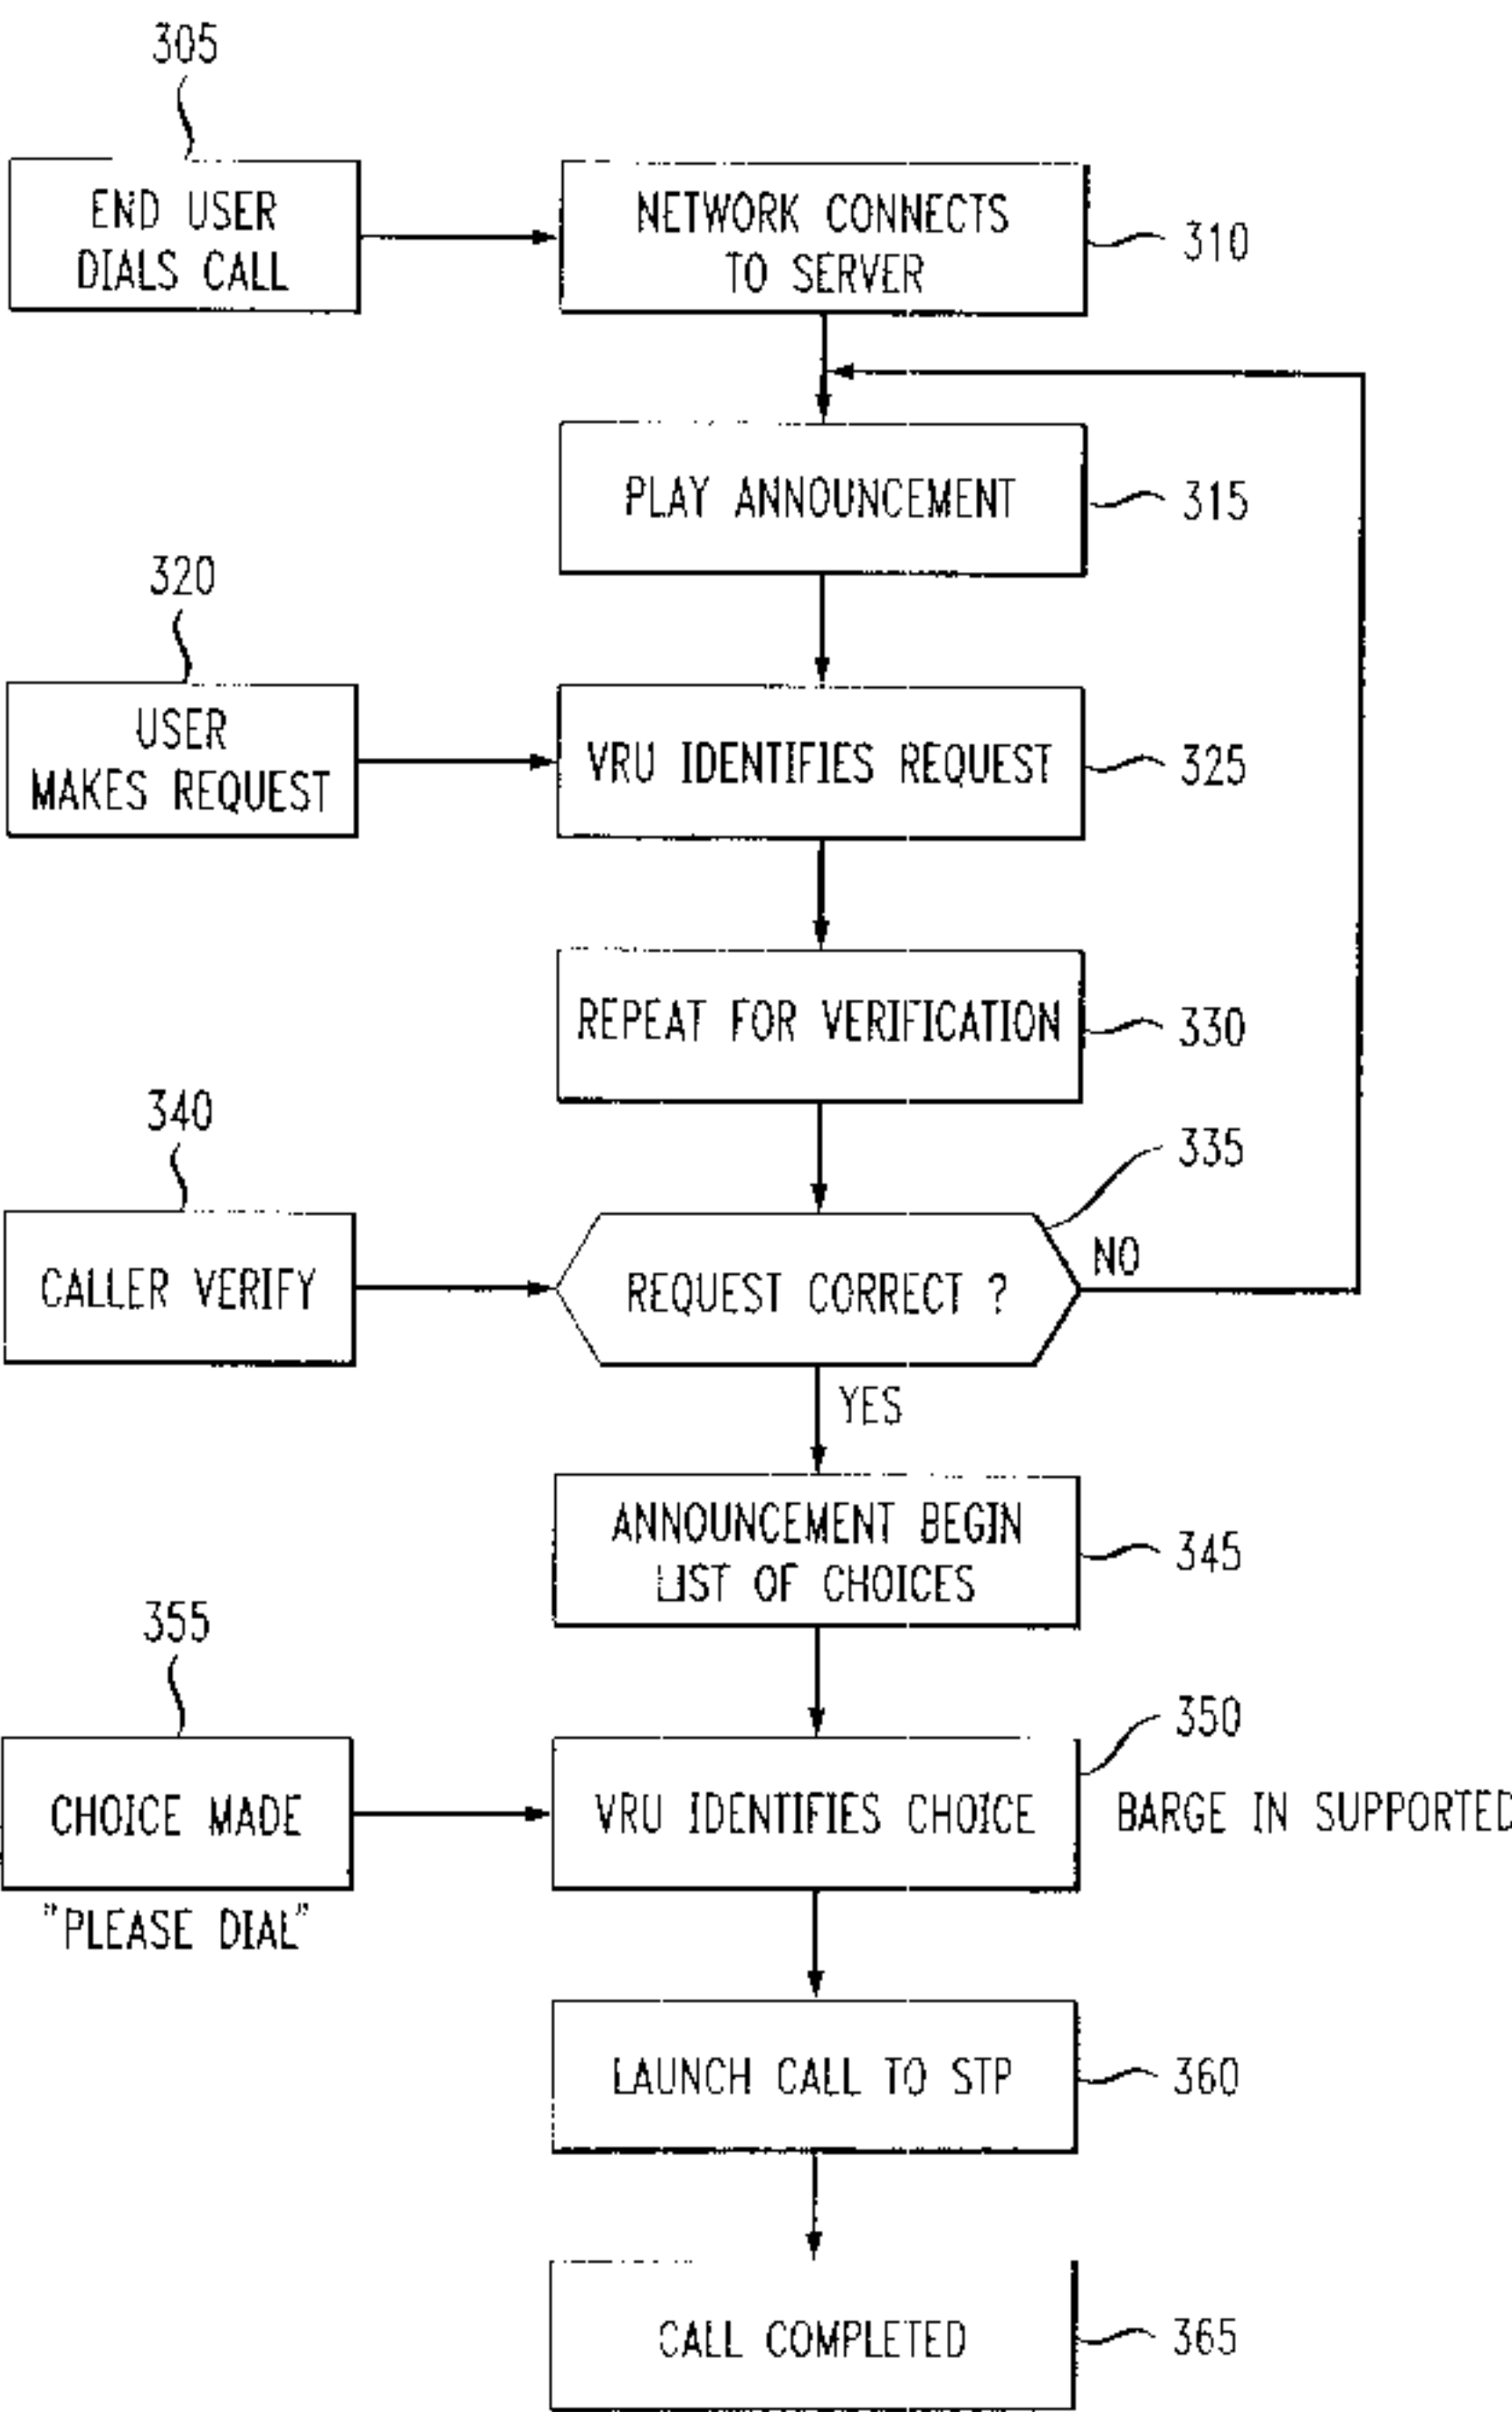 305
END USER
DIALS CALL
NETWORK CONNECTS
TO SERVER
310
PLAY ANNOUNCEMENT
315
320
USER
MAKES REQUEST
VRU IDENTIFIES REQUEST
325
REPEAT FOR VERIFICATION
330
340
335
CALLER VERIFY
REQUEST CORRECT ?
NO
YES
ANNOUNCEMENT BEGIN
LIST OF CHOICES
345
355
350
CHOICE MADE
VRU IDENTIFIES CHOICE
BARGE IN SUPPORTED
"PLEASE DIAL"
LAUNCH CALL TO STP
360
CALL COMPLETED
365